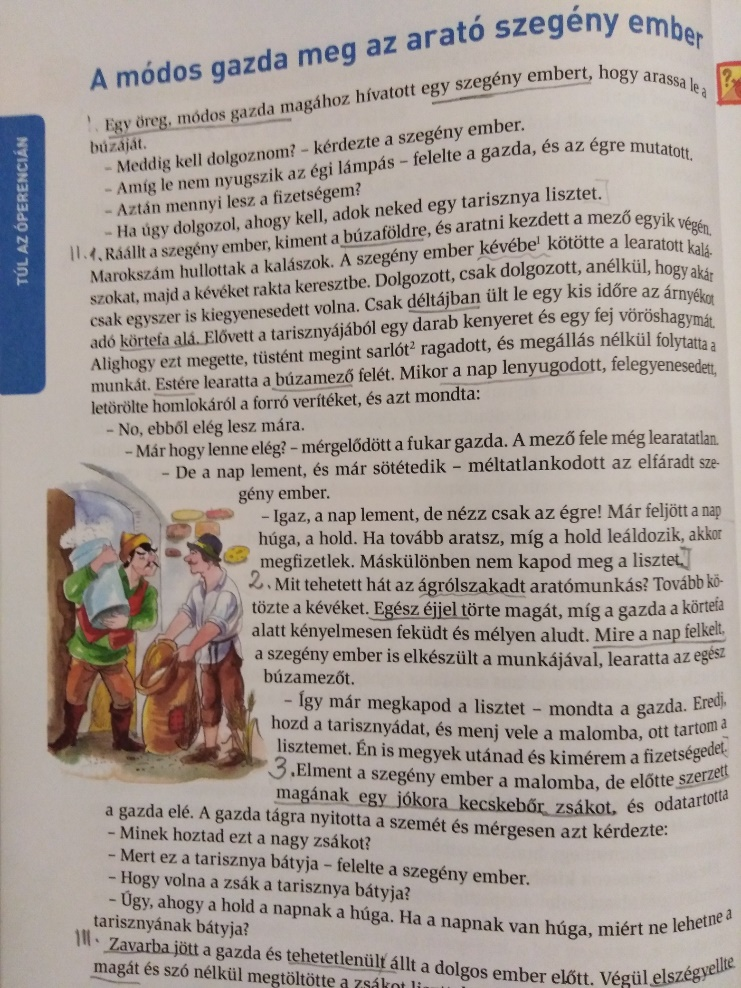 A módos gazda meg az arató szegény ember
TÚL AZ ÓPERENCIÁN
I. Egy öreg, módos gazda magához hívatott egy szegény embert, hogy arassa le a
búzáját.
– Meddig kell dolgoznom? – kérdezte a szegény ember.
– Amíg le nem nyugszik az égi lámpás – felelte a gazda, és az égre mutatott.
– Aztán mennyi lesz a fizetségem?
– Ha úgy dolgozol, ahogy kell, adok neked egy tarisznya lisztet.
II. 1. Ráállt a szegény ember, kiment a búzaföldre, és aratni kezdett a mező egyik végén.
Marokszám hullottak a kalászok. A szegény ember kévébe¹ kötötte a learatott kalá-
szokat, majd a kévéket rakta keresztbe. Dolgozott, csak dolgozott, anélkül, hogy akár
csak egyszer is kiegyenesedett volna. Csak déltájban ült le egy kis időre az árnyékot
adó körtefa alá. Elővett a tarisznyájából egy darab kenyeret és egy fej vöröshagymát.
Alighogy ezt megette, tüstént megint sarlót² ragadott, és megállás nélkül folytatta a
munkát. Estére learatta a búzamező felét. Mikor a nap lenyugodott, felegyenesedett,
letörölte homlokáról a forró verítéket, és azt mondta:
– No, ebből elég lesz mára.
– Már hogy lenne elég? – mérgelődött a fukar gazda. A mező fele még learatatlan.
– De a nap lement, és már sötétedik – méltatlankodott az elfáradt sze-
gény ember.
– Igaz, a nap lement, de nézz csak az égre! Már feljött a nap
húga, a hold. Ha tovább aratsz, míg a hold leáldozik, akkor
megfizetlek. Máskülönben nem kapod meg a lisztet.
2. Mit tehetett hát az ágrólszakadt aratómunkás? Tovább kö-
tözte a kévéket. Egész éjjel törte magát, míg a gazda a körtefa
alatt kényelmesen feküdt és mélyen aludt. Mire a nap felkelt,
a szegény ember is elkészült a munkájával, learatta az egész
búzamezőt.
– Így már megkapod a lisztet – mondta a gazda. Eredj,
hozd a tarisznyádat, és menj vele a malomba, ott tartom a
lisztemet. Én is megyek utánad és kimérem a fizetségedet.
3. Elment a szegény ember a malomba, de előtte szerzett
magának egy jókora kecskebőr zsákot, és odatartotta
a gazda elé. A gazda tágra nyitotta a szemét és mérgesen azt kérdezte:
– Minek hoztad ezt a nagy zsákot?
– Mert ez a tarisznya bátyja – felelte a szegény ember.
– Hogy volna a zsák a tarisznya bátyja?
– Úgy, ahogy a hold a napnak a húga. Ha a napnak van húga, miért ne lehetne a
tarisznyának bátyja?
III. Zavarba jött a gazda és tehetetlenül állt a dolgos ember előtt. Végül elszégyellte
magát és szó nélkül megtöltötte a zsákot